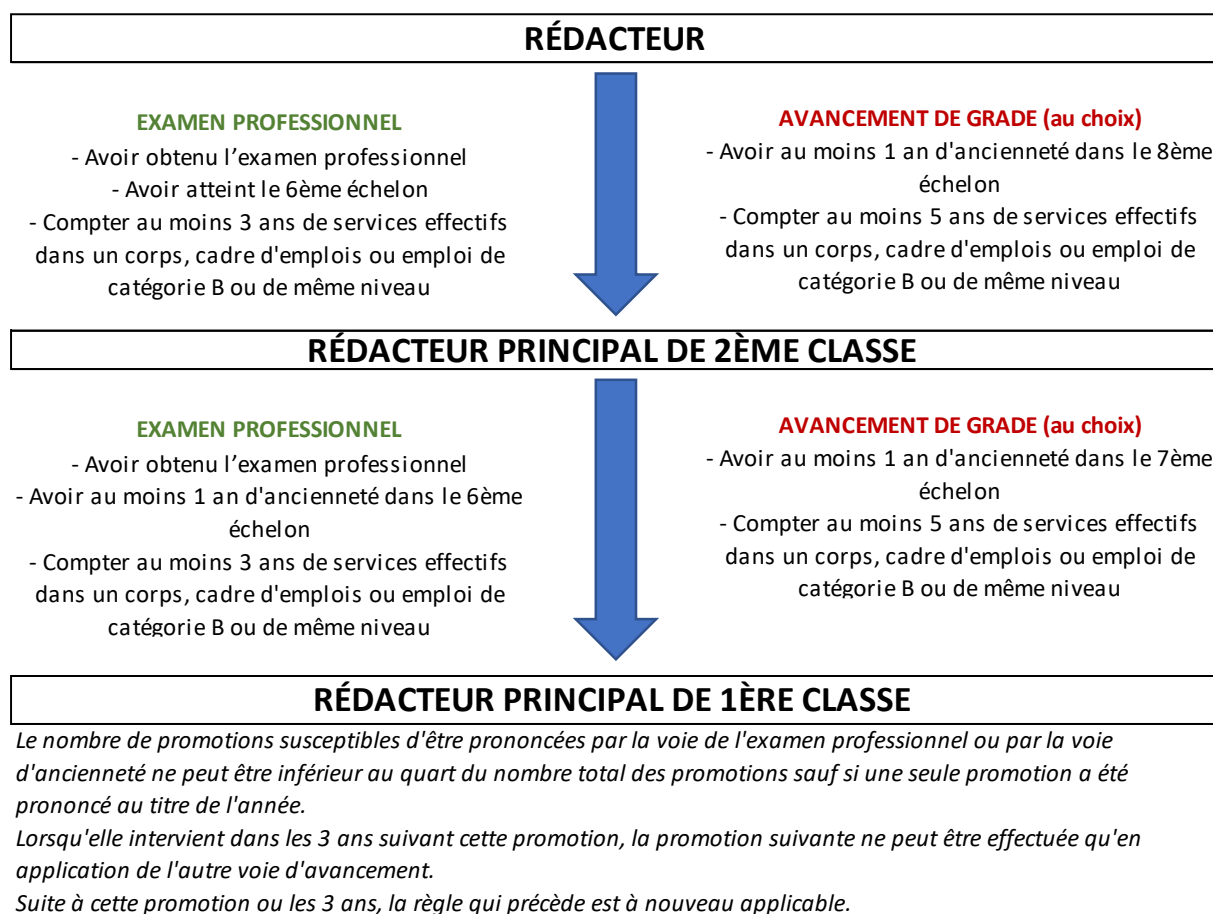 RÉDACTEUR
EXAMEN PROFESSIONNEL
- Avoir obtenu l’examen professionnel
- Avoir atteint le 6ème échelon
- Compter au moins 3 ans de services effectifs
dans un corps, cadre d'emplois ou emploi de
catégorie B ou de même niveau
AVANCEMENT DE GRADE (au choix)
- Avoir au moins 1 an d'ancienneté dans le 8ème
échelon
- Compter au moins 5 ans de services effectifs
dans un corps, cadre d'emplois ou emploi de
catégorie B ou de même niveau
RÉDACTEUR PRINCIPAL DE 2ÈME CLASSE
EXAMEN PROFESSIONNEL
- Avoir obtenu l’examen professionnel
- Avoir au moins 1 an d'ancienneté dans le 6ème
échelon
- Compter au moins 3 ans de services effectifs
dans un corps, cadre d'emplois ou emploi de
catégorie B ou de même niveau
AVANCEMENT DE GRADE (au choix)
- Avoir au moins 1 an d'ancienneté dans le 7ème
échelon
- Compter au moins 5 ans de services effectifs
dans un corps, cadre d'emplois ou emploi de
catégorie B ou de même niveau
RÉDACTEUR PRINCIPAL DE 1ÈRE CLASSE
Le nombre de promotions susceptibles d'être prononcées par la voie de l'examen professionnel ou par la voie
d'ancienneté ne peut être inférieur au quart du nombre total des promotions sauf si une seule promotion a été
prononcé au titre de l'année.
Lorsqu'elle intervient dans les 3 ans suivant cette promotion, la promotion suivante ne peut être effectuée qu'en
application de l'autre voie d'avancement.
Suite à cette promotion ou les 3 ans, la règle qui précède est à nouveau applicable.